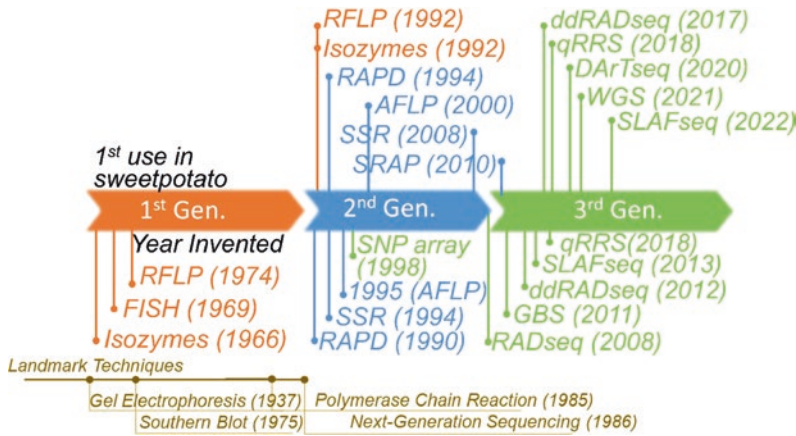 RFLP (1992)
Isozymes (1992)
RAPD (1994)
AFLP (2000)
SSR (2008)
SRAP (2010)
ddRADseq (2017)
qRRS (2018)
DArTseq (2020)
WGS (2021)
SLAFseq (2022)
1st use in
sweetpotato
1st Gen.
2nd Gen.
3rd Gen.
Year Invented
RFLP (1974)
FISH (1969)
Isozymes (1966)
SNP array
(1998)
1995 (AFLP)
SSR (1994)
RAPD (1990)
qRRS(2018)
SLAFseq (2013)
ddRADseq (2012)
GBS (2011)
RADseq (2008)
Landmark Techniques
Gel Electrophoresis (1937)
Polymerase Chain Reaction (1985)
Southern Blot (1975)
Next-Generation Sequencing (1986)